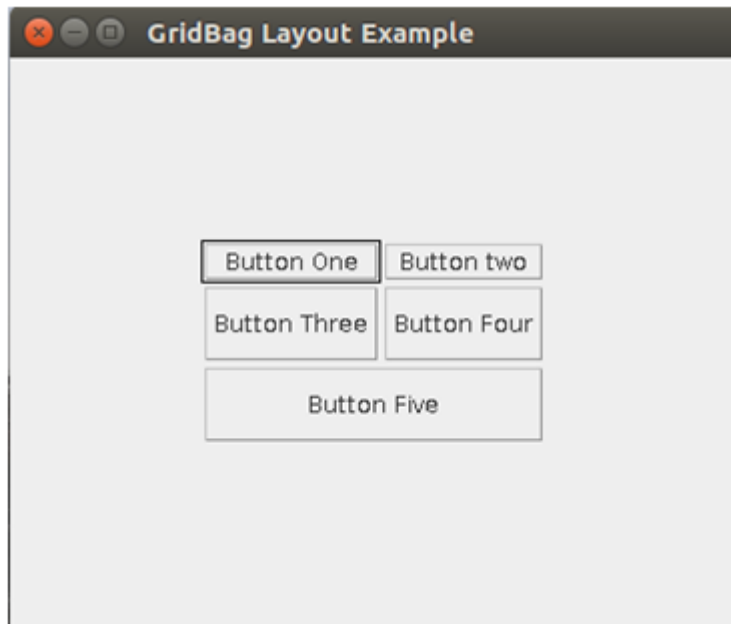 GridBag Layout Example
Button One
Button two
Button Three
Button Four
Button Five